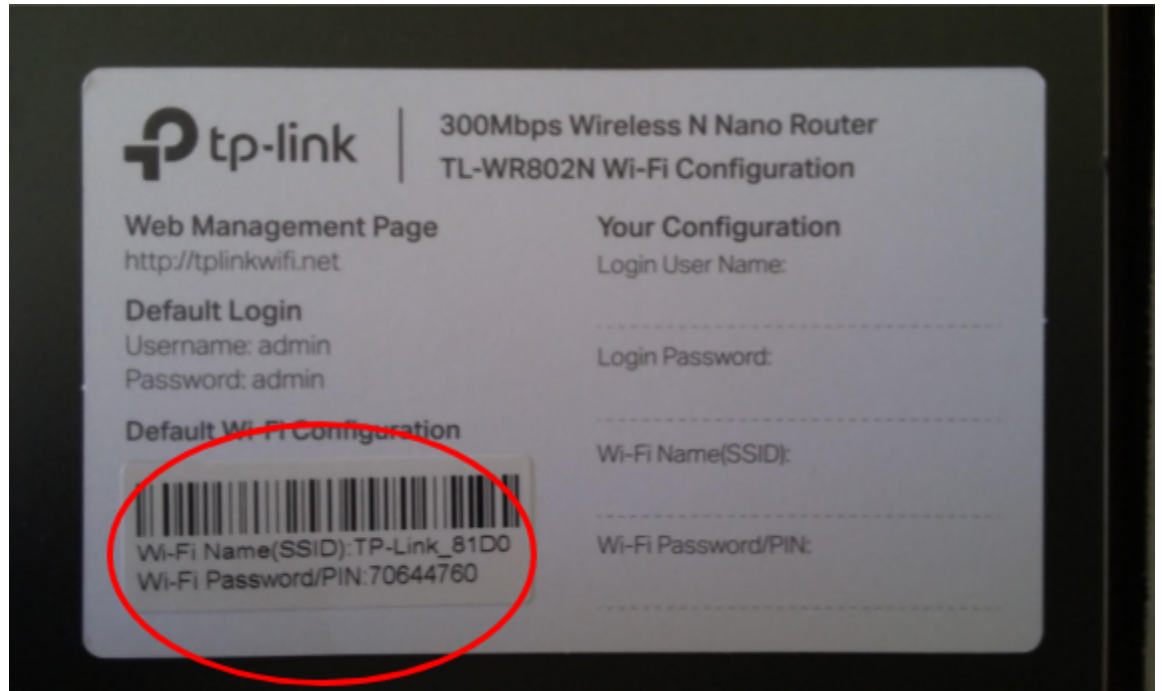 tp-link
300Mbps Wireless N Nano Router
TL-WR802N Wi-Fi Configuration
Web Management Page
http://tplinkwifi.net
Default Login
Username: admin
Password: admin
Default Wi-Fi Configuration
Wi-Fi Name(SSID):TP-Link_81D0
Wi-Fi Password/PIN:70644760
Your Configuration
Login User Name:
Login Password:
Wi-Fi Name(SSID):
Wi-Fi Password/PIN: